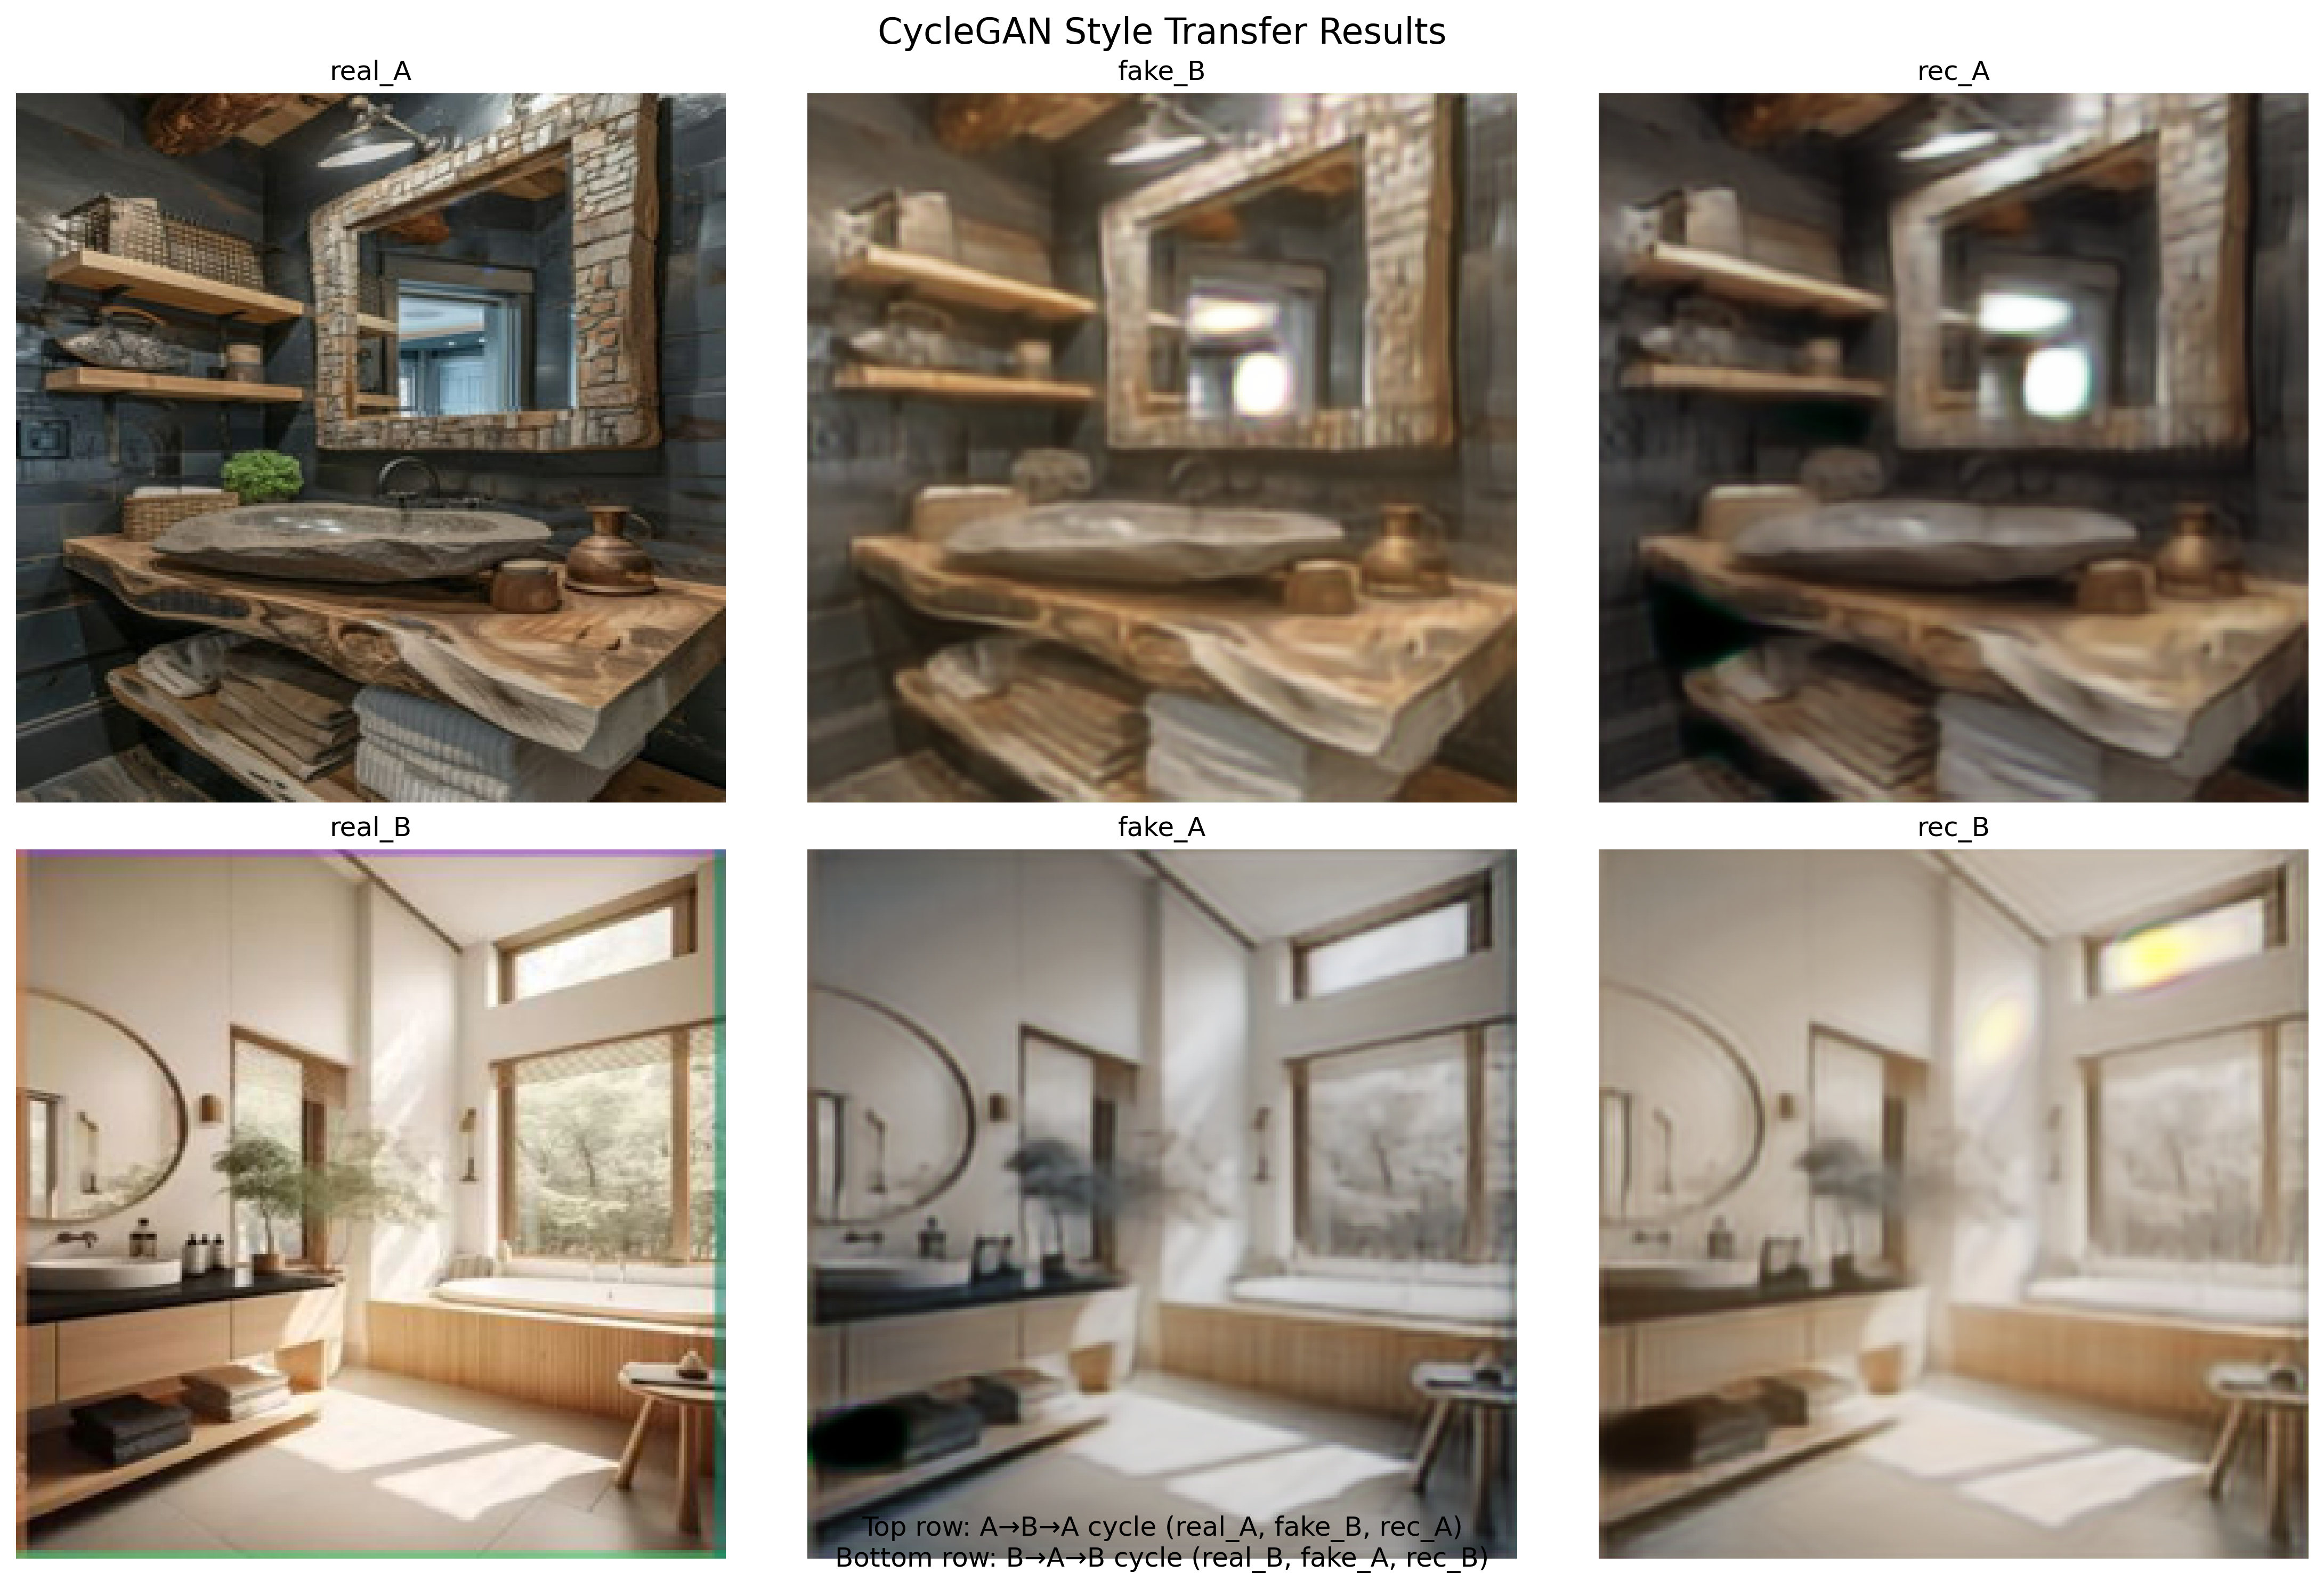 CycleGAN Style Transfer Results
real_A
fake_B
rec_A
real_B
fake_A
rec_B
Top row: A→B→A cycle (real_A, fake_B, rec_A)
Bottom row: B→A→B cycle (real_B, fake_A, rec_B)